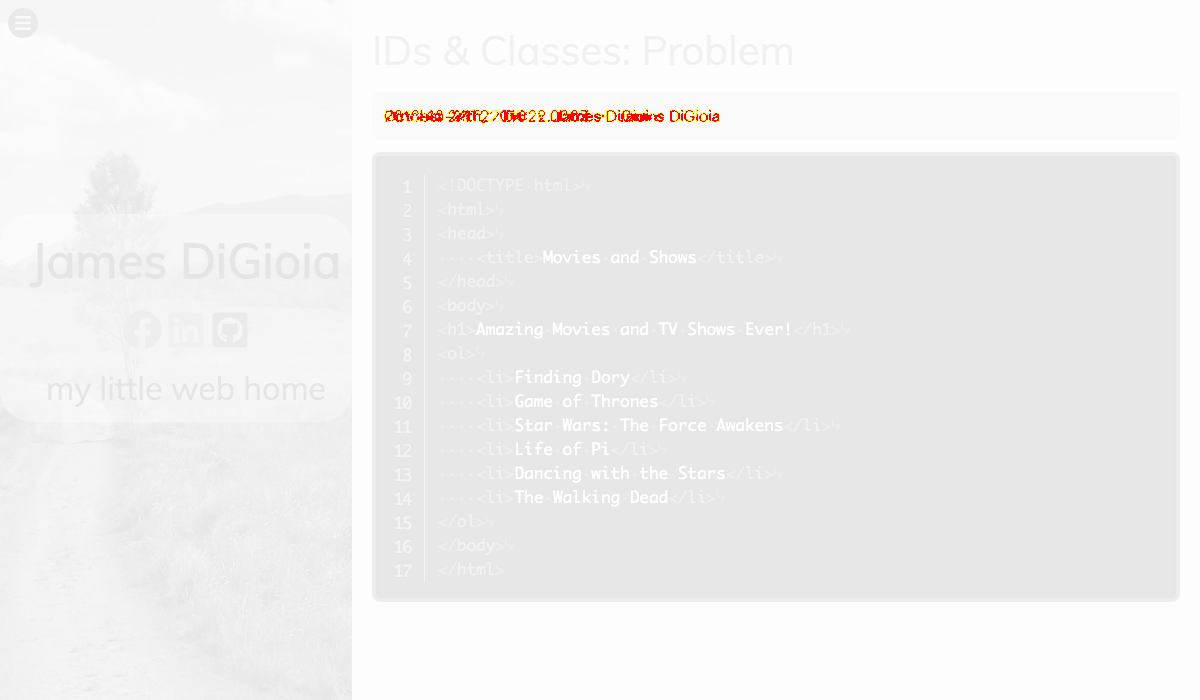 James DiGioia
my little web home
IDs & Classes: Problem
DiGioia
1 <!DOCTYPE html>
2 <html>
3 <head>
4 <title>Movies and Shows</title>
5 </head>
6 <body>
7 <h1>Amazing Movies and TV Shows Ever!</h1>
8 <ol>
9 <li>Finding Dory</li>
10 <li>Game of Thrones</li>
11 <li>Star Wars: The Force Awakens</li>
12 <li>Life of Pi</li>
13 <li>Dancing with the Stars</li>
14 <li>The Walking Dead</li>
15 </ol>
16 </body>
17 </html>